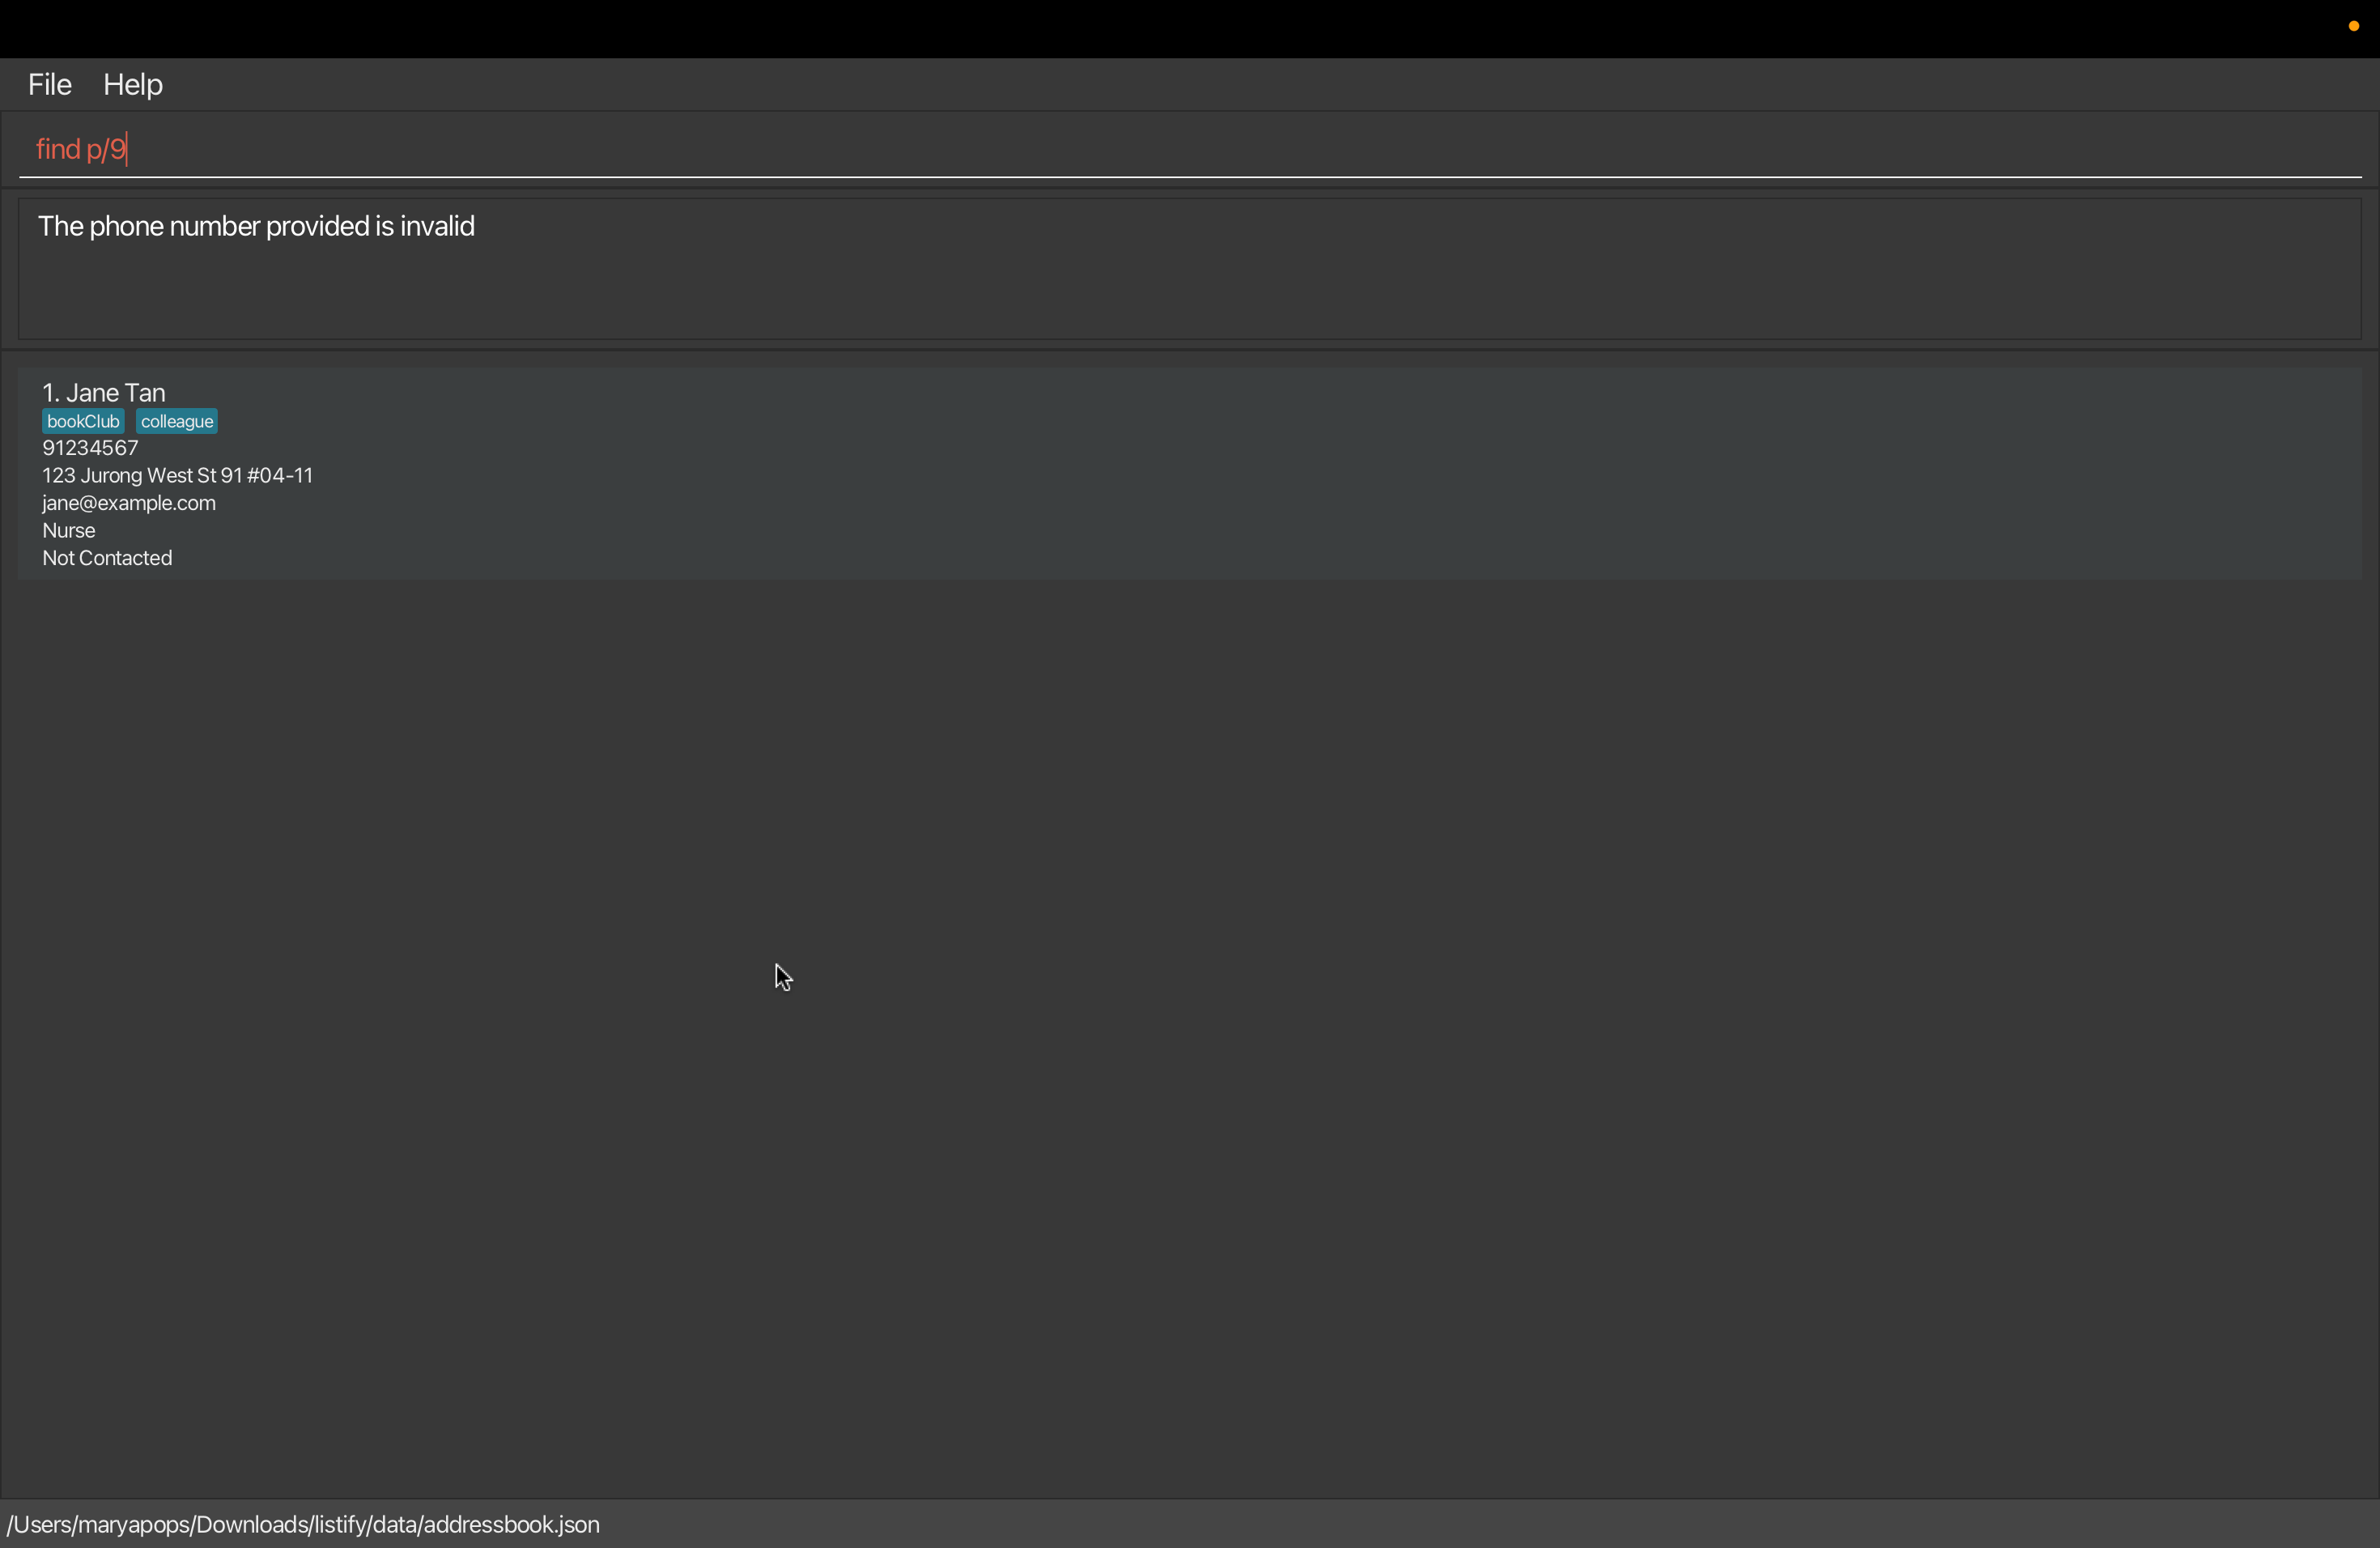 File Help
find p/9
The phone number provided is invalid
1. Jane Tan
bookClub colleague
91234567
123 Jurong West St 91 #04-11
jane@example.com
Nurse
Not Contacted
/Users/maryapops/Downloads/listify/data/addressbook.json